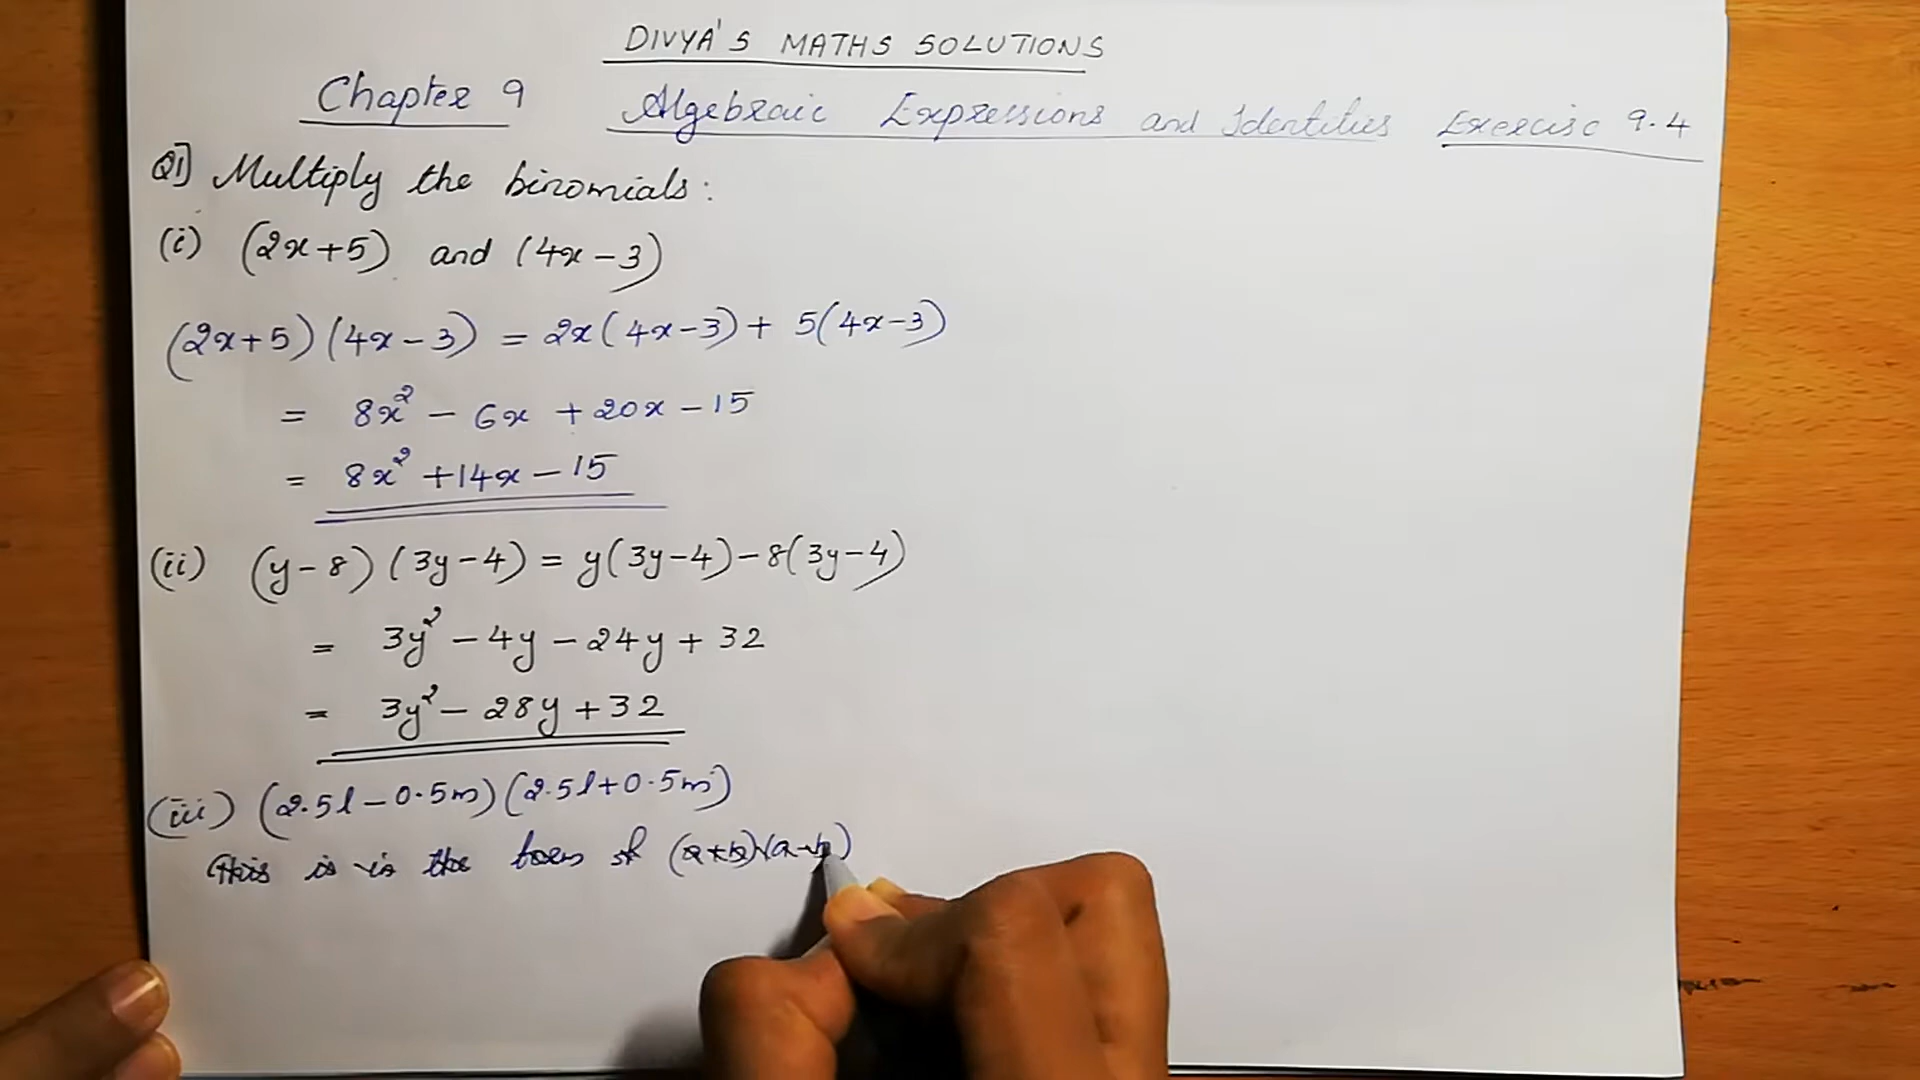 DIVYA'S MATHS SOLUTIONS
Chapter 9 Algebraic Expressions and Identities Exercise 9.4
Q1] Multiply the binomials:
(i) (2x+5) and (4x-3)
(2x+5)(4x-3) = 2x(4x-3)+ 5(4x-3)
= 8x² - 6x + 20x - 15
= 8x² +14x - 15
(ii) (y-8)(3y-4) = y(3y-4)-8(3y-4)
= 3y² - 4y - 24y + 32
= 3y² - 28y + 32
(iii) (2.5l - 0.5m)(2.5l+0.5m)
This is in the form of (a+b)(a-b)